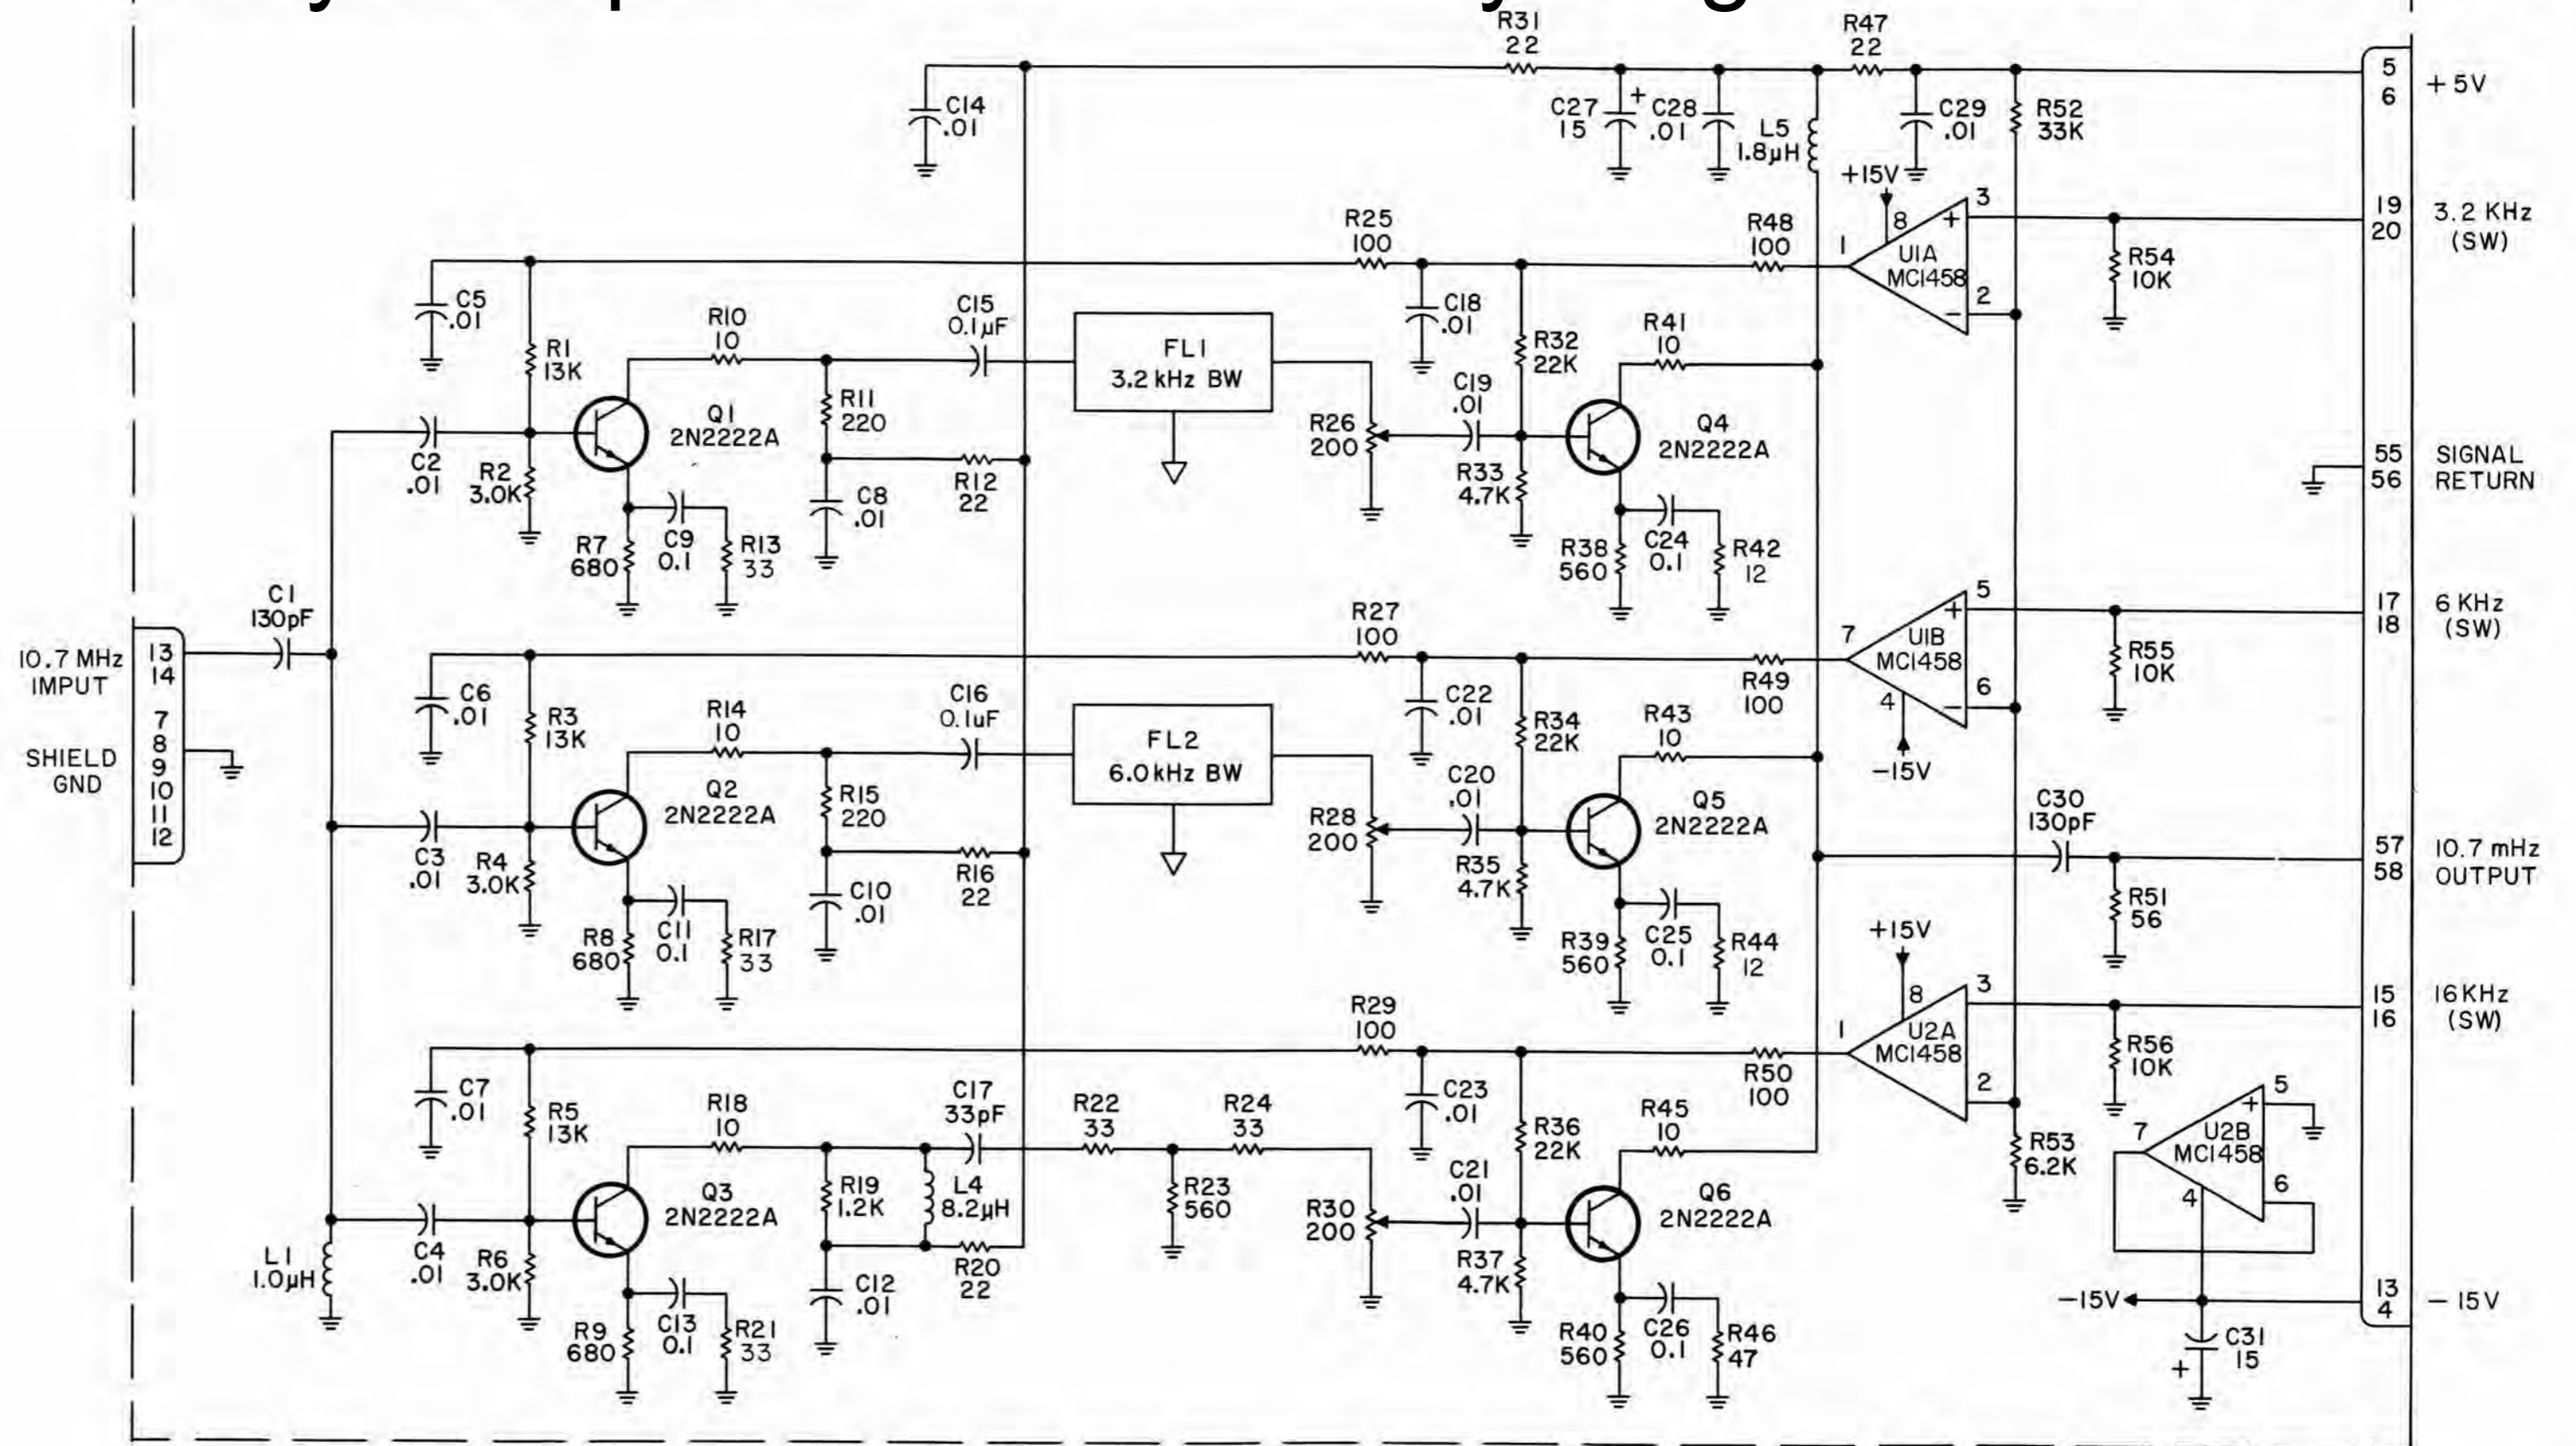 R31
22
R47
22
C14
.01
C27
15
+
C28
.01
L5
1.8µH
C29
.01
R52
33K
5
6
+5V
+15V
R25
100
R48
100
1
8
+
3
U1A
MC1458
2
−
19
20
3.2 KHz
(SW)
R54
10K
C5
.01
R1
13K
R10
10
C15
0.1µF
FL1
3.2 kHz BW
C18
.01
R32
22K
R41
10
C2
.01
R2
3.0K
Q1
2N2222A
R11
220
R12
22
C8
.01
R26
200
C19
.01
R33
4.7K
Q4
2N2222A
55
56
SIGNAL
RETURN
R7
680
C9
0.1
R13
33
R38
560
C24
0.1
R42
12
C1
130pF
10.7 MHz
IMPUT
13
14
7
8
9
10
11
12
SHIELD
GND
R27
100
R49
100
7
U1B
MC1458
+
5
6
−
4
−15V
17
18
6 KHz
(SW)
R55
10K
C6
.01
R3
13K
R14
10
C16
0.1uF
FL2
6.0kHz BW
C22
.01
R34
22K
R43
10
C3
.01
R4
3.0K
Q2
2N2222A
R15
220
R16
22
C10
.01
R28
200
C20
.01
R35
4.7K
Q5
2N2222A
C30
130pF
57
58
10.7 mHz
OUTPUT
R51
56
R8
680
C11
0.1
R17
33
R39
560
C25
0.1
R44
12
+15V
R29
100
R50
100
1
8
3
U2A
MC1458
2
15
16
16KHz
(SW)
R56
10K
C7
.01
R5
13K
R18
10
C17
33pF
R22
33
R24
33
C23
.01
R36
22K
R45
10
R53
6.2K
7
+
5
U2B
MC1458
6
4
C4
.01
R6
3.0K
Q3
2N2222A
R19
1.2K
L4
8.2µH
R20
22
C12
.01
R23
560
R30
200
C21
.01
R37
4.7K
Q6
2N2222A
L1
1.0µH
R9
680
C13
0.1
R21
33
R40
560
C26
0.1
R46
47
−15V
13
4
−15V
C31
15
+